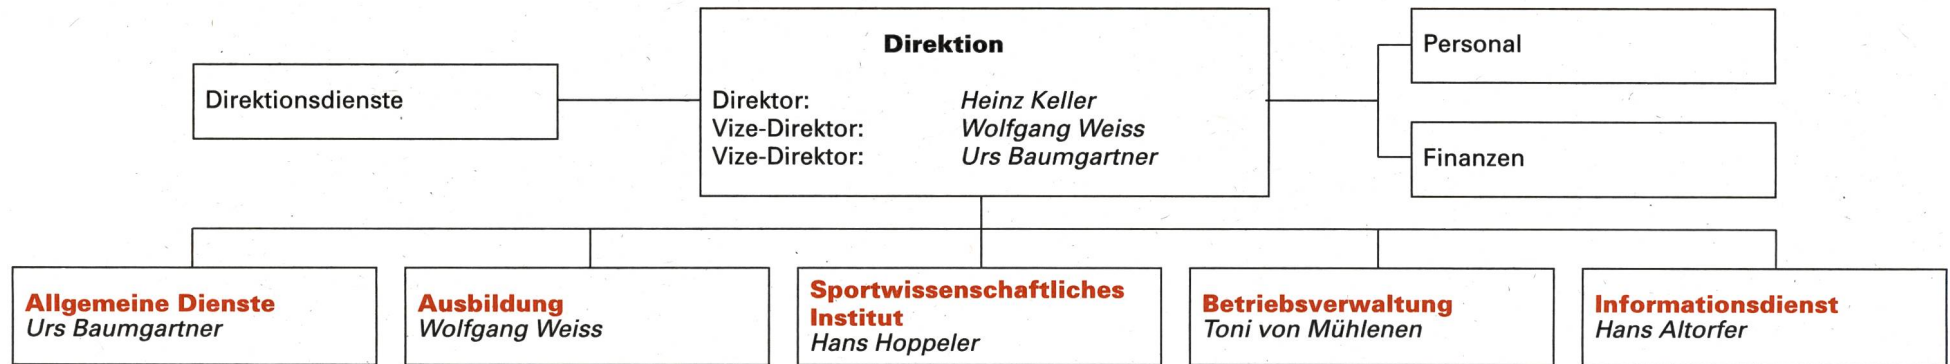 Direktion
Direktionsdienste
Direktor: Heinz Keller
Vize-Direktor: Wolfgang Weiss
Vize-Direktor: Urs Baumgartner
Personal
Finanzen
Allgemeine Dienste
Urs Baumgartner
Ausbildung
Wolfgang Weiss
Sportwissenschaftliches
Institut
Hans Hoppeler
Betriebsverwaltung
Toni von Mühlenen
Informationsdienst
Hans Altorfer